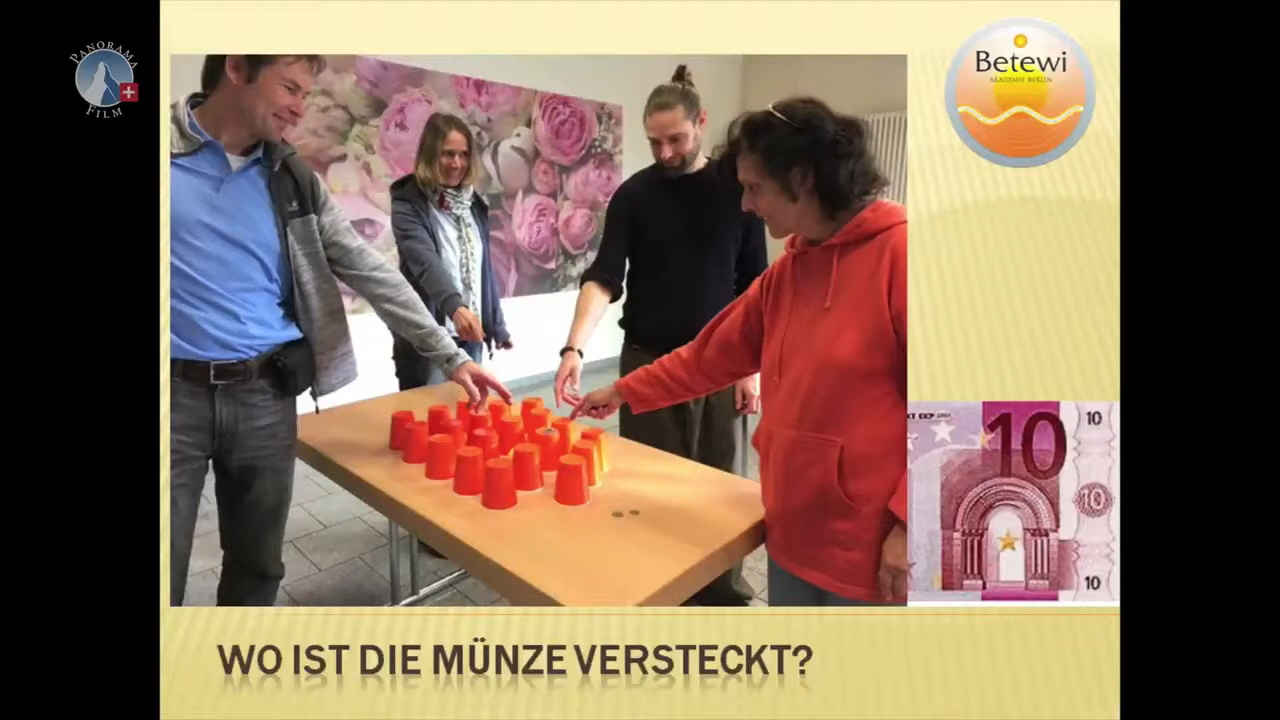 PANORAMA
FILM
Betewi
AKADEMIE BERLIN
10
10
10
10
WO IST DIE MÜNZE VERSTECKT?